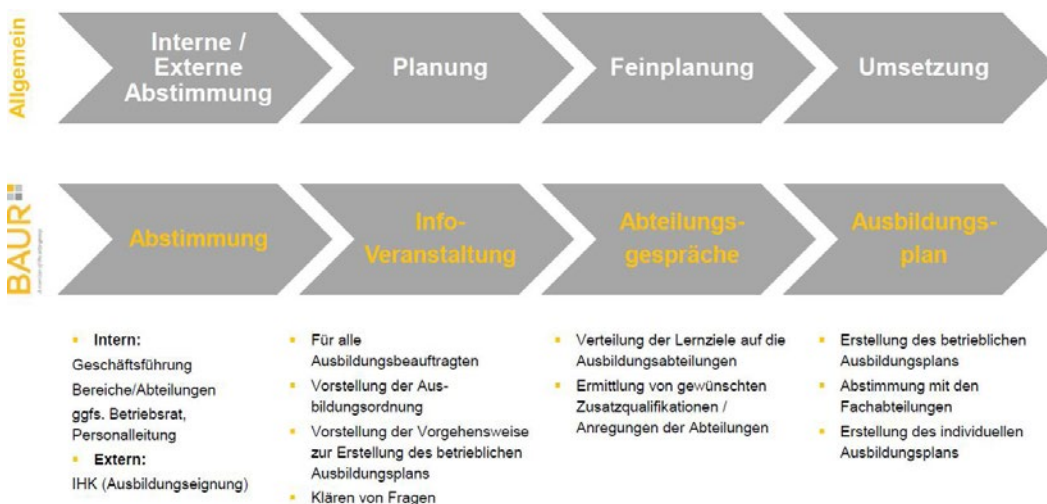 Allgemein
Interne /
Externe
Abstimmung
Planung
Feinplanung
Umsetzung
BAUR
Abstimmung
Info-
Veranstaltung
Abteilungs-
gespräche
Ausbildungs-
plan
Intern:
Geschäftsführung
Bereiche/Abteilungen
ggfs. Betriebsrat,
Personalleitung
Extern:
IHK (Ausbildungseignung)
Für alle
Ausbildungsbeauftragten
Vorstellung der Aus-
bildungsordnung
Vorstellung der Vorgehensweise
zur Erstellung des betrieblichen
Ausbildungsplans
Klären von Fragen
Verteilung der Lernziele auf die
Ausbildungsabteilungen
Ermittlung von gewünschten
Zusatzqualifikationen /
Anregungen der Abteilungen
Erstellung des betrieblichen
Ausbildungsplans
Abstimmung mit den
Fachabteilungen
Erstellung des individuellen
Ausbildungsplans